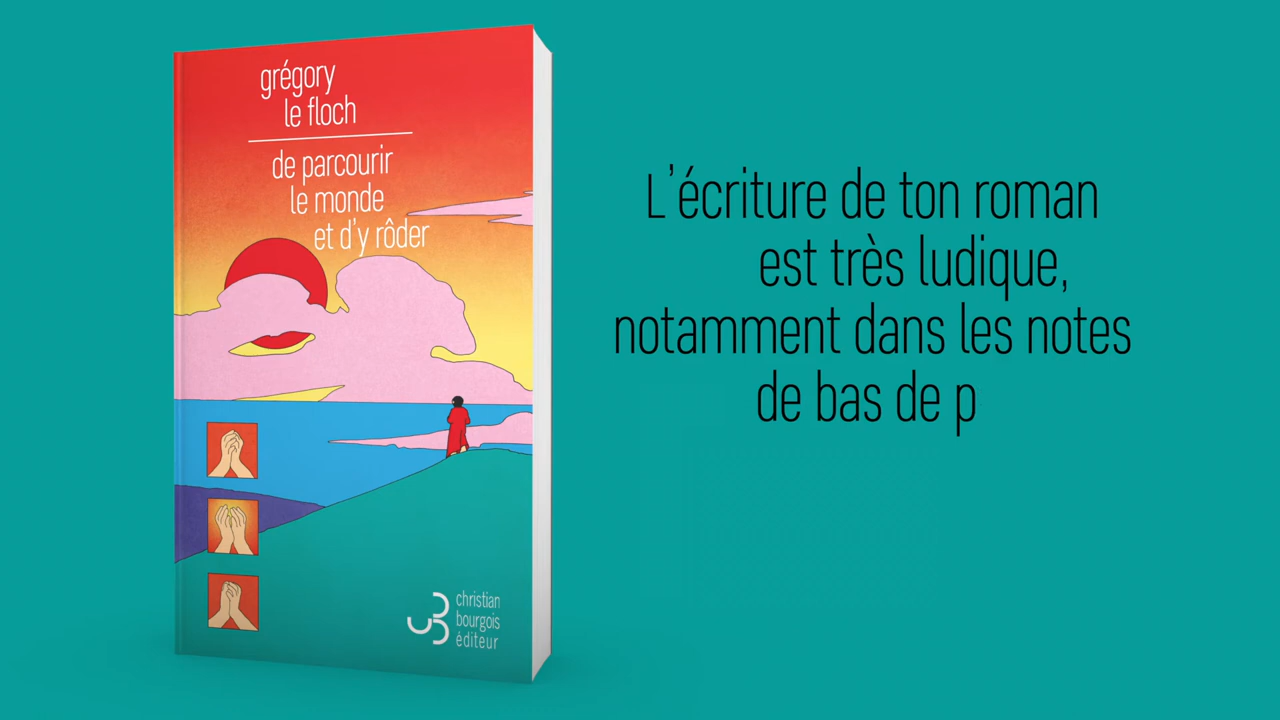 grégory
le floch
de parcourir
le monde
et d'y rôder
christian
bourgois
éditeur
L'écriture de ton roman
est très ludique,
notamment dans les notes
de bas de p